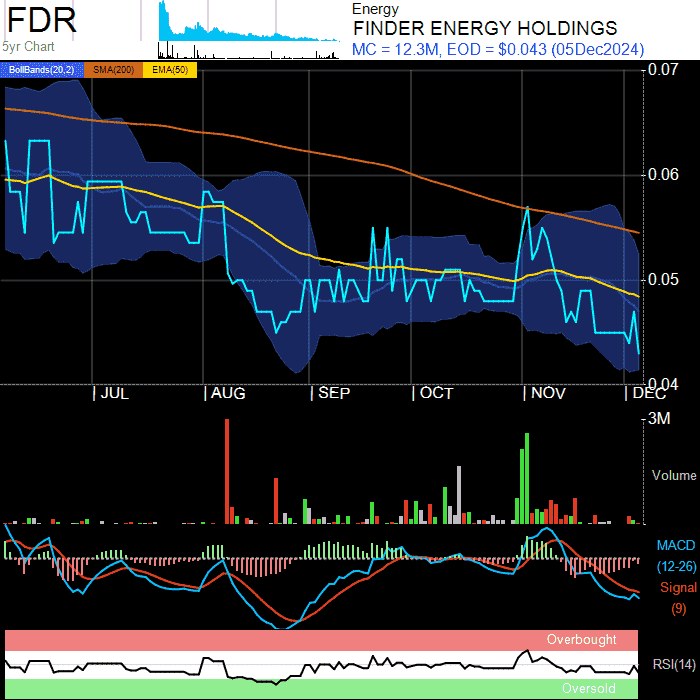 FDR
5yr Chart
Energy
FINDER ENERGY HOLDINGS
MC = 12.3M, EOD = $0.043 (05Dec2024)
BollBands(20,2) SMA(200) EMA(50)
0.07
0.06
0.05
0.04
JUL AUG SEP OCT NOV DEC
3M
Volume
MACD
(12-26)
Signal
(9)
Overbought
RSI(14)
Oversold